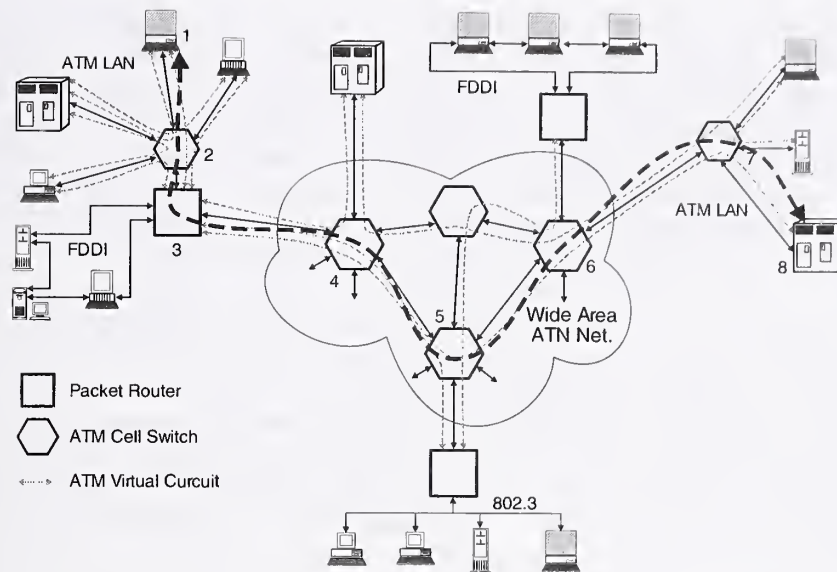 1
ATM LAN
FDDI
2
7
3
FDDI
ATM LAN
4
6
5
8
Wide Area
ATN Net.
Packet Router
ATM Cell Switch
ATM Virtual Curcuit
802.3